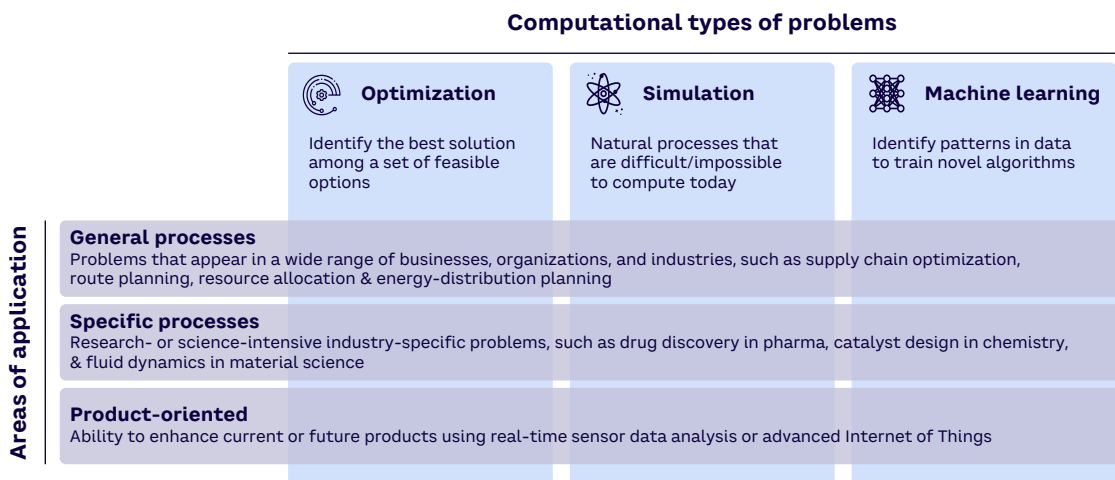 Computational types of problems
Optimization
Identify the best solution
among a set of feasible
options
Simulation
Natural processes that
are difficult/impossible
to compute today
Machine learning
Identify patterns in data
to train novel algorithms
Areas of application
General processes
Problems that appear in a wide range of businesses, organizations, and industries, such as supply chain optimization,
route planning, resource allocation & energy-distribution planning
Specific processes
Research- or science-intensive industry-specific problems, such as drug discovery in pharma, catalyst design in chemistry,
& fluid dynamics in material science
Product-oriented
Ability to enhance current or future products using real-time sensor data analysis or advanced Internet of Things